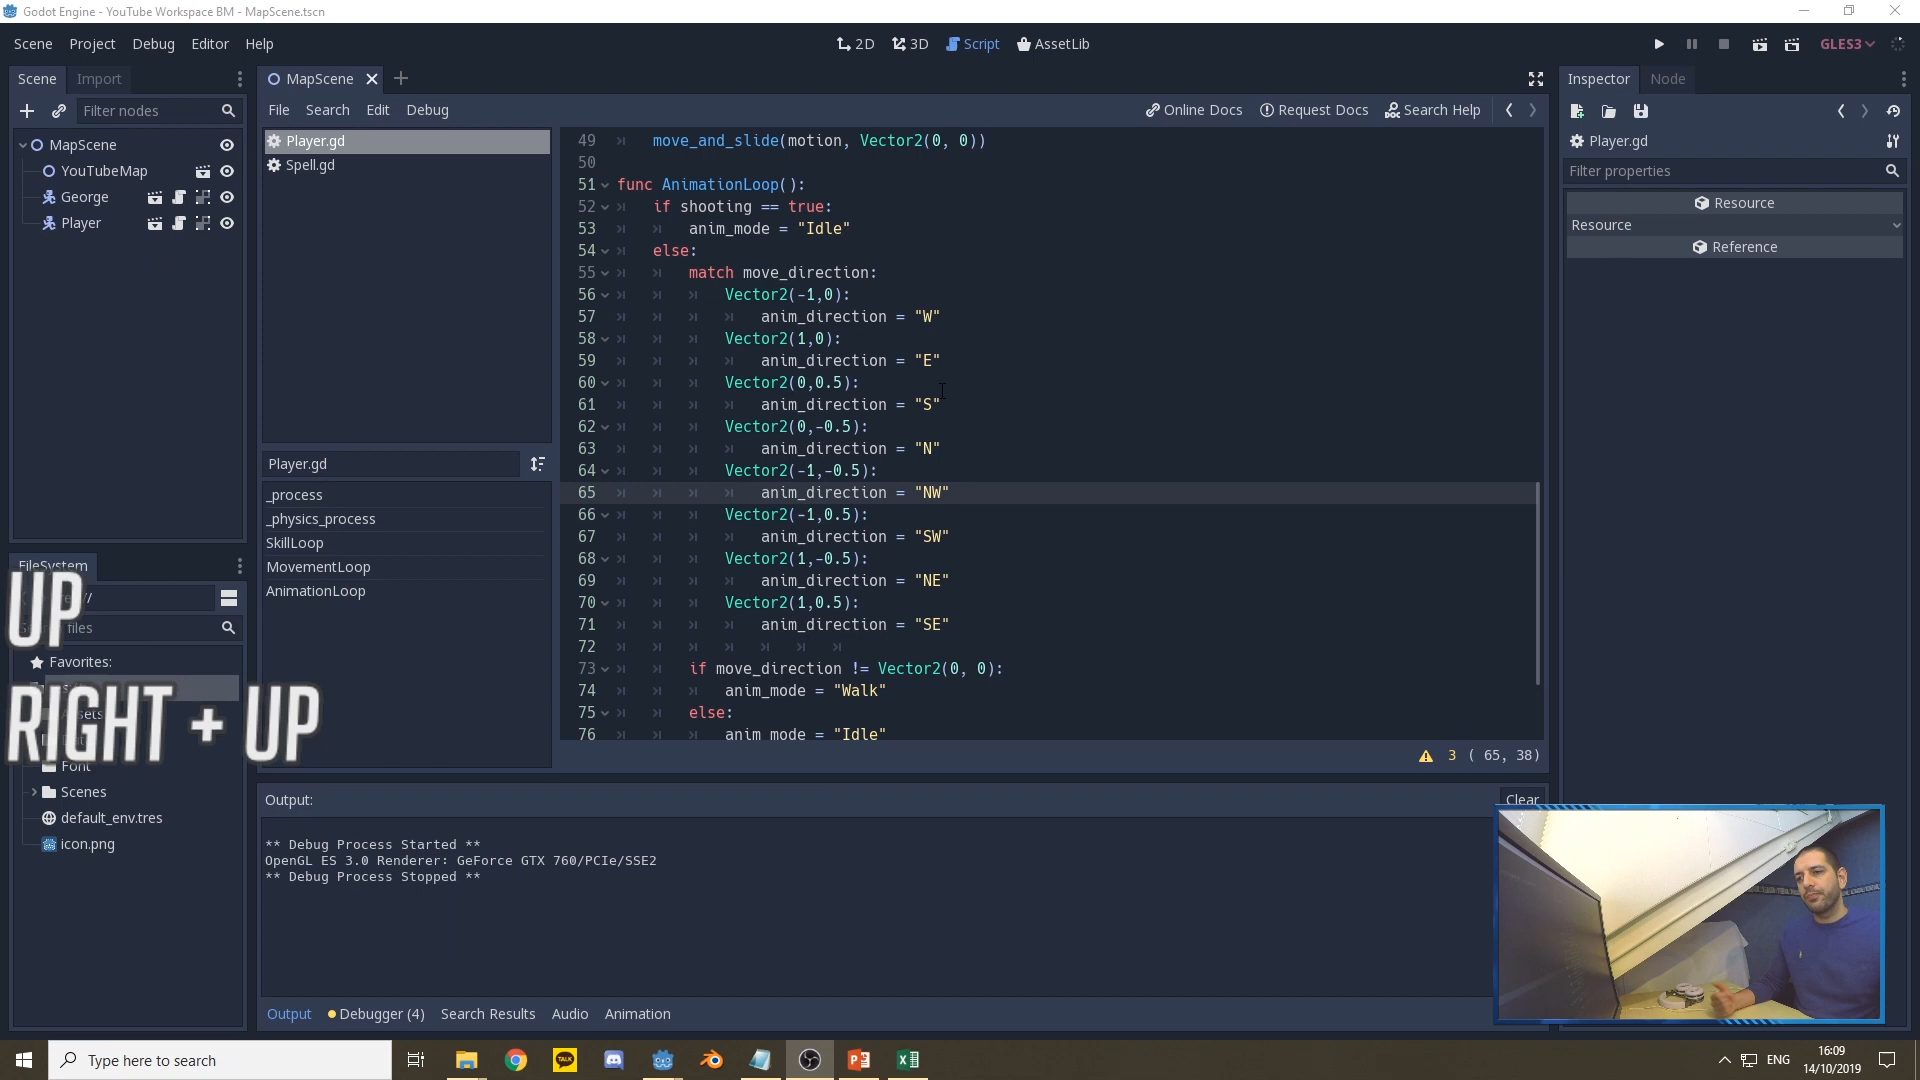 Godot Engine - YouTube Workspace BM - MapScene.tscn
Scene Project Debug Editor Help
2D 3D Script AssetLib
GLES3
Scene Import
MapScene
Inspector Node
Filter nodes
File Search Edit Debug
Online Docs Request Docs Search Help
MapScene
YouTubeMap
George
Player
Player.gd
Spell.gd
Player.gd
_process
_physics_process
SkillLoop
MovementLoop
AnimationLoop
49 move_and_slide(motion, Vector2(0, 0))
50
51 func AnimationLoop():
52 if shooting == true:
53 anim_mode = "Idle"
54 else:
55 match move_direction:
56 Vector2(-1,0):
57 anim_direction = "W"
58 Vector2(1,0):
59 anim_direction = "E"
60 Vector2(0,0.5):
61 anim_direction = "S"
62 Vector2(0,-0.5):
63 anim_direction = "N"
64 Vector2(-1,-0.5):
65 anim_direction = "NW"
66 Vector2(-1,0.5):
67 anim_direction = "SW"
68 Vector2(1,-0.5):
69 anim_direction = "NE"
70 Vector2(1,0.5):
71 anim_direction = "SE"
72
73 if move_direction != Vector2(0, 0):
74 anim_mode = "Walk"
75 else:
76 anim_mode = "Idle"
3 ( 65, 38)
Player.gd
Filter properties
Resource
Resource
Reference
FileSystem
//
files
Favorites:
UP
RIGHT + UP
Assets
Font
Scenes
default_env.tres
icon.png
Output:
Clear
** Debug Process Started **
OpenGL ES 3.0 Renderer: GeForce GTX 760/PCIe/SSE2
** Debug Process Stopped **
Output Debugger (4) Search Results Audio Animation
Type here to search
TALK
ENG
16:09
14/10/2019